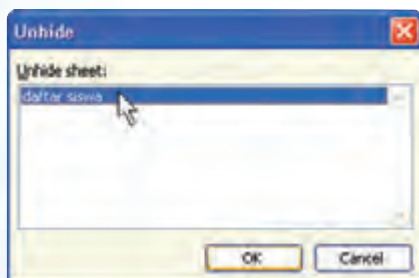 Unhide
Unhide sheet:
daftar siswa
OK
Cancel